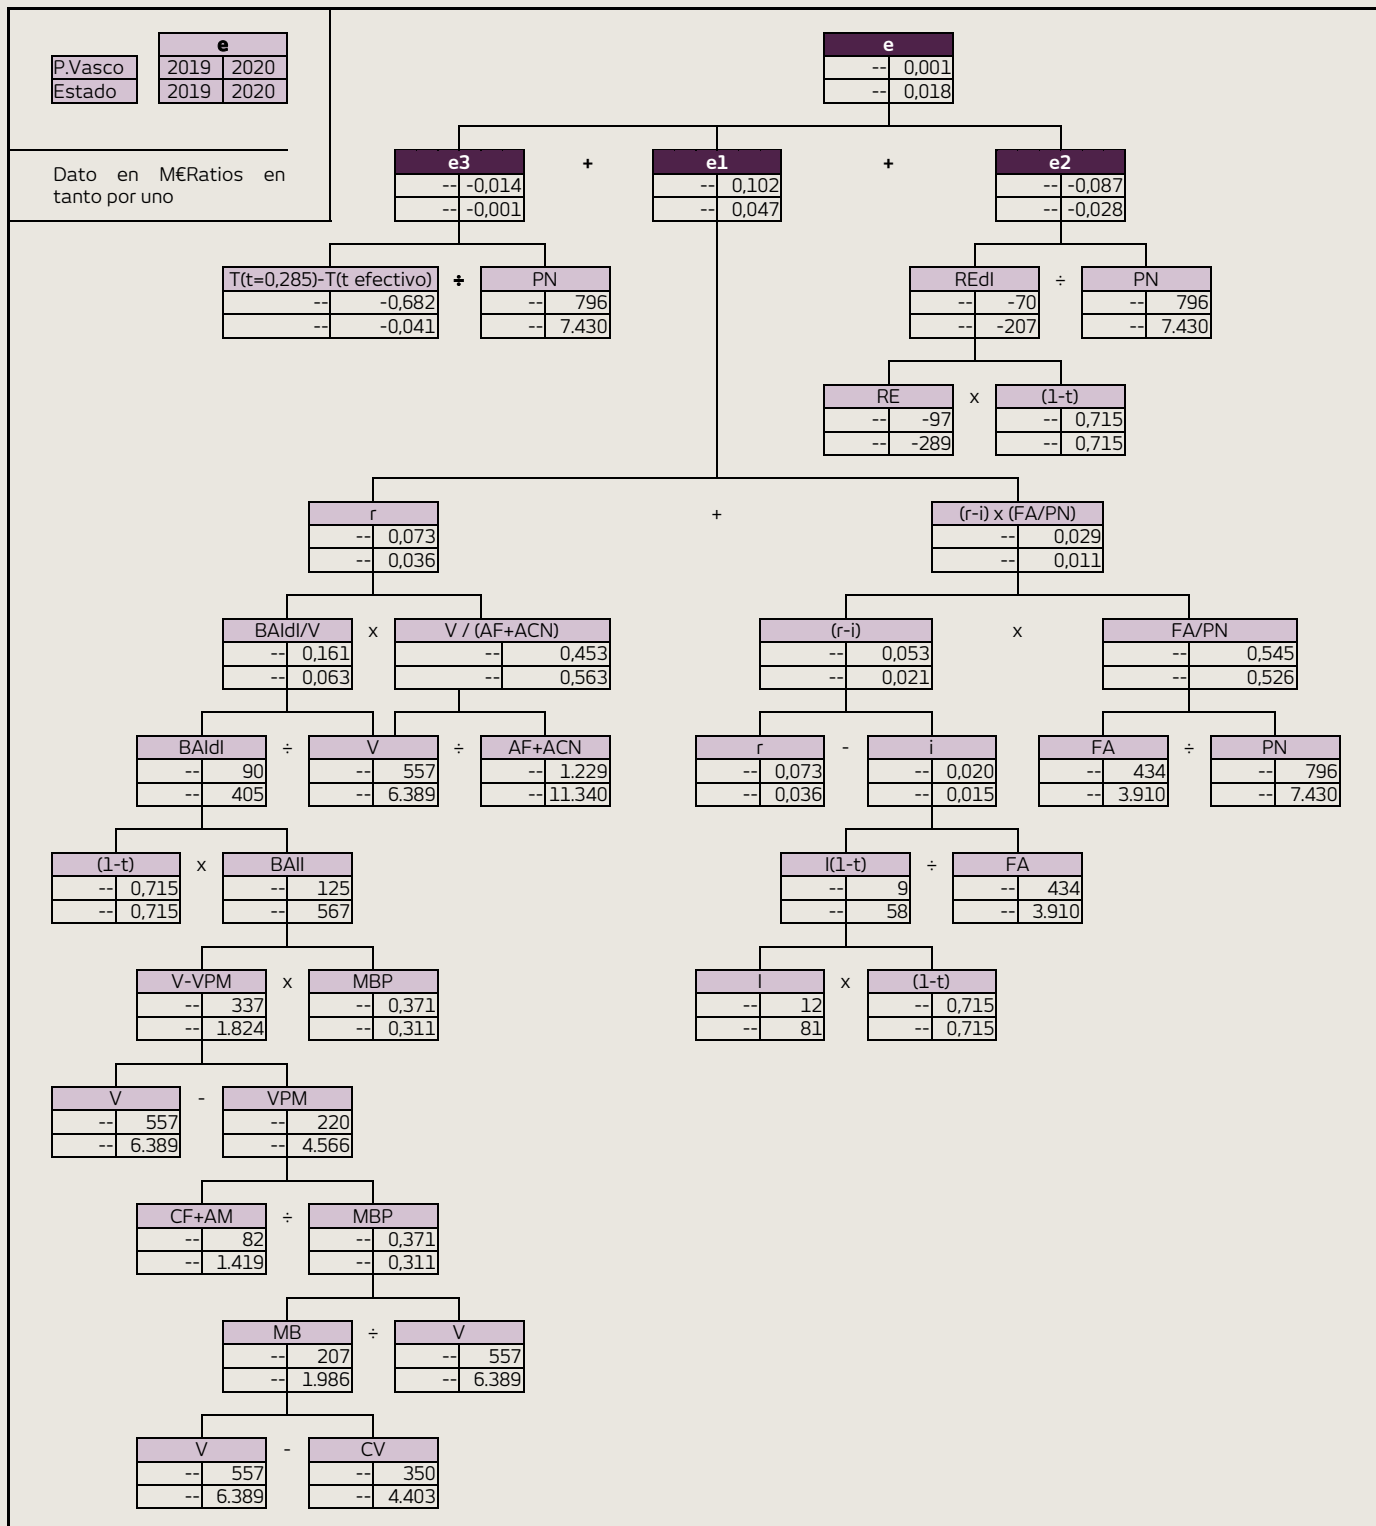 e
P.Vasco 2019 2020
Estado 2019 2020
Dato en M€Ratios en
tanto por uno
e
-- 0,001
-- 0,018
e3 + e1 + e2
-- -0,014 -- 0,102 -- -0,087
-- -0,001 -- 0,047 -- -0,028
T(t=0,285)-T(t efectivo) ÷ PN REdI ÷ PN
-- -0,682 -- 796 -- -70 -- 796
-- -0,041 -- 7.430 -- -207 -- 7.430
RE x (1-t)
-- -97 -- 0,715
-- -289 -- 0,715
r + (r-i) x (FA/PN)
-- 0,073 -- 0,029
-- 0,036 -- 0,011
BAIdI/V x V / (AF+ACN) (r-i) x FA/PN
-- 0,161 -- 0,453 -- 0,053 -- 0,545
-- 0,063 -- 0,563 -- 0,021 -- 0,526
BAIdI ÷ V ÷ AF+ACN r - i FA ÷ PN
-- 90 -- 557 -- 1.229 -- 0,073 -- 0,020 -- 434 -- 796
-- 405 -- 6.389 -- 11.340 -- 0,036 -- 0,015 -- 3.910 -- 7.430
(1-t) x BAII I(1-t) ÷ FA
-- 0,715 -- 125 -- 9 -- 434
-- 0,715 -- 567 -- 58 -- 3.910
V-VPM x MBP I x (1-t)
-- 337 -- 0,371 -- 12 -- 0,715
-- 1.824 -- 0,311 -- 81 -- 0,715
V - VPM
-- 557 -- 220
-- 6.389 -- 4.566
CF+AM ÷ MBP
-- 82 -- 0,371
-- 1.419 -- 0,311
MB ÷ V
-- 207 -- 557
-- 1.986 -- 6.389
V - CV
-- 557 -- 350
-- 6.389 -- 4.403